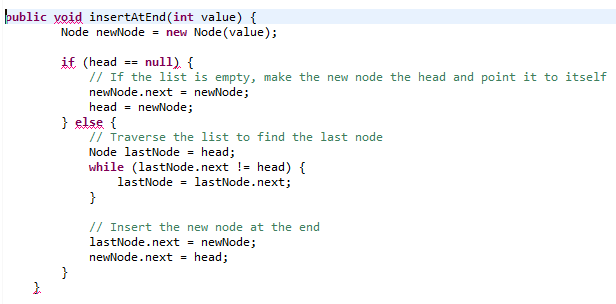 public void insertAtEnd(int value) {
        Node newNode = new Node(value);

        if (head == null) {
            // If the list is empty, make the new node the head and point it to itself
            newNode.next = newNode;
            head = newNode;
        } else {
            // Traverse the list to find the last node
            Node lastNode = head;
            while (lastNode.next != head) {
                lastNode = lastNode.next;
            }

            // Insert the new node at the end
            lastNode.next = newNode;
            newNode.next = head;
        }
    }